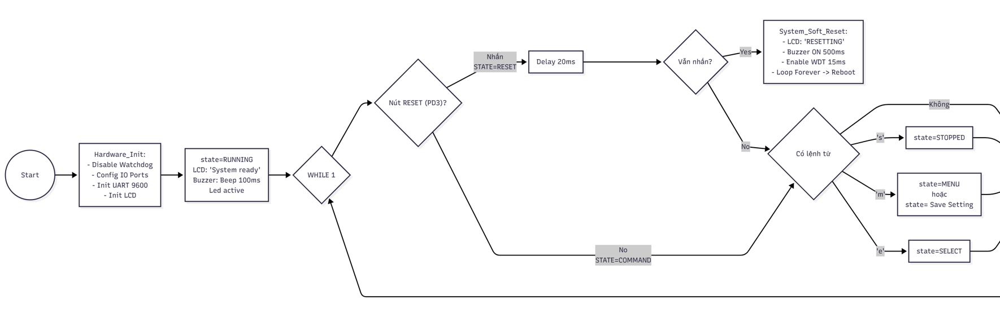 Start
Hardware_Init:
- Disable Watchdog
- Config IO Ports
- Init UART 9600
- Init LCD
state=RUNNING
LCD: 'System ready'
Buzzer: Beep 100ms
Led active
WHILE 1
Nút RESET (PD3)?
Nhấn
STATE=RESET
Delay 20ms
Vẫn nhấn?
Yes
System_Soft_Reset:
- LCD: 'RESETTING'
- Buzzer ON 500ms
- Enable WDT 15ms
- Loop Forever -> Reboot
No
No
STATE=COMMAND
Có lệnh từ
Không
's'
state=STOPPED
'm'
state=MENU
hoặc
state= Save Setting
'e'
state=SELECT